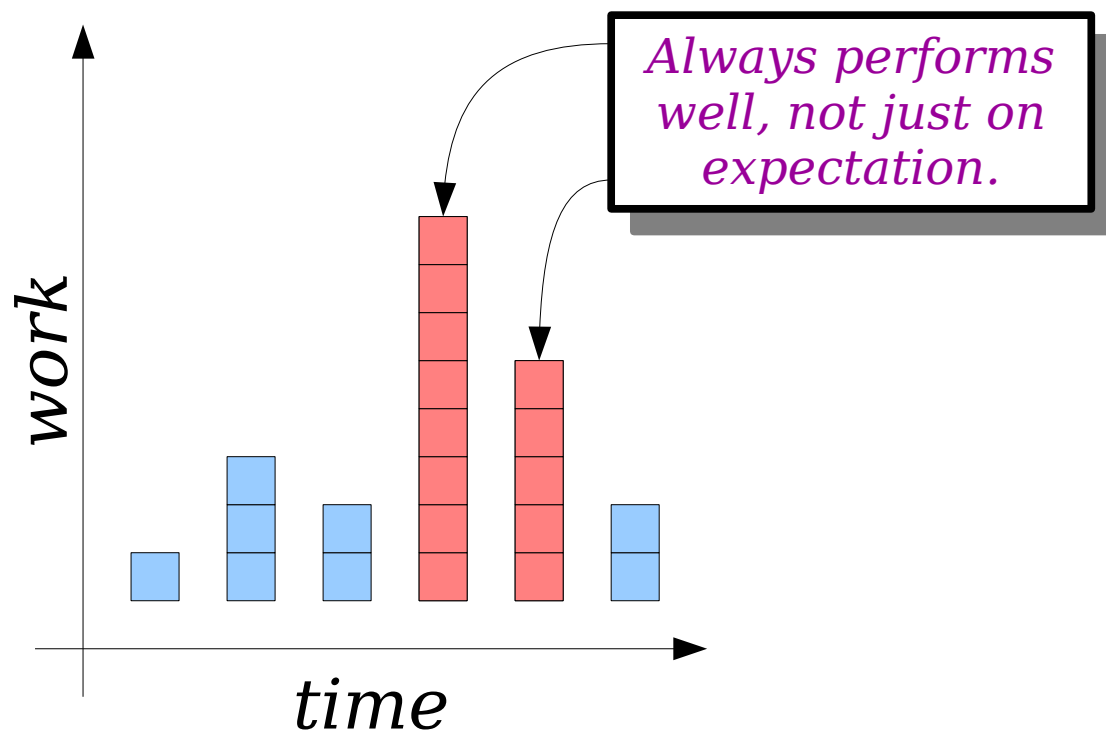 Always performs
well, not just on
expectation.
work
time